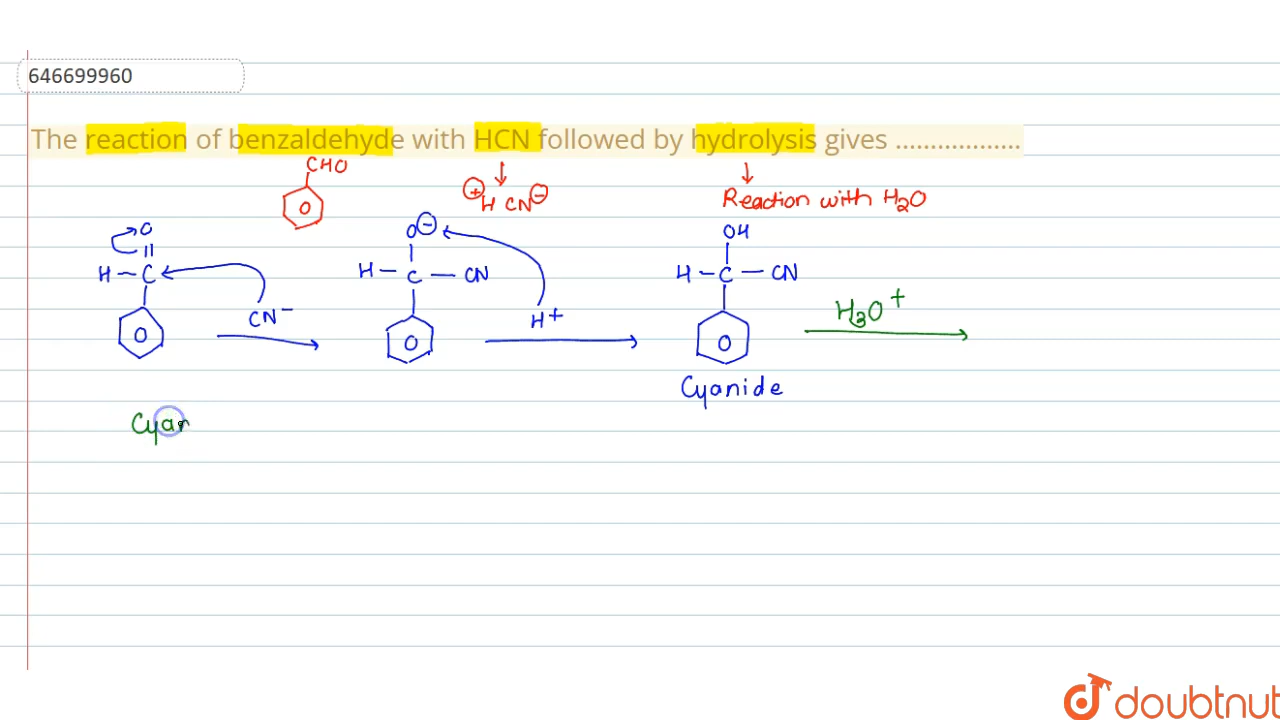 646699960
The reaction of benzaldehyde with HCN followed by hydrolysis gives ..................
CHO
⊕H CN⊖
Reaction with H2O
O
H – C
CN–
O⊖
H – C – CN
H+
OH
H – C – CN
H3O+
Cyanide
Cyan
doubtnut